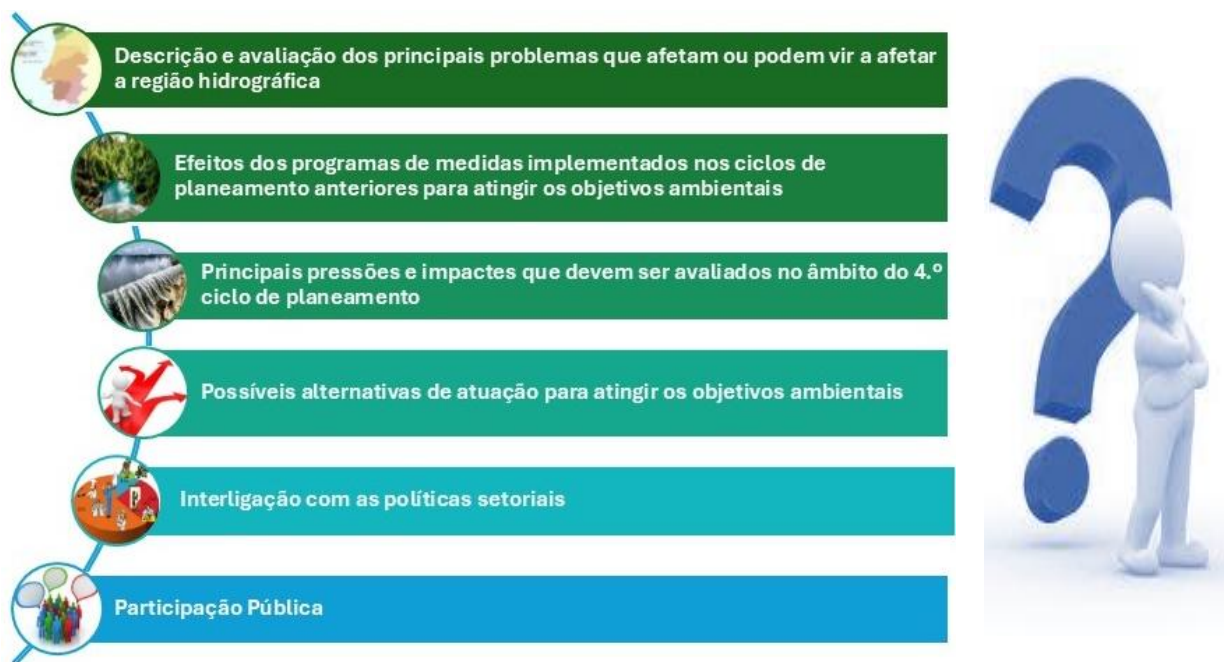 Descrição e avaliação dos principais problemas que afetam ou podem vir a afetar
a região hidrográfica
Efeitos dos programas de medidas implementados nos ciclos de
planeamento anteriores para atingir os objetivos ambientais
Principais pressões e impactes que devem ser avaliados no âmbito do 4.º
ciclo de planeamento
Possíveis alternativas de atuação para atingir os objetivos ambientais
Interligação com as políticas setoriais
Participação Pública